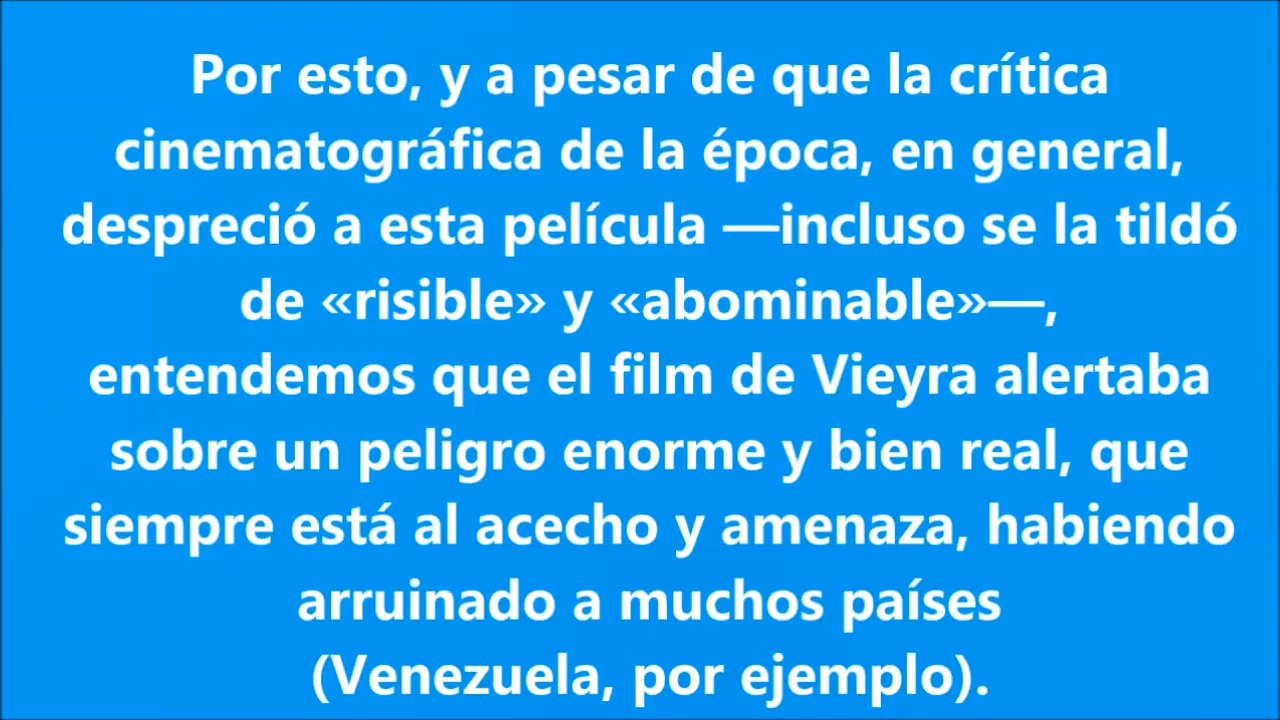 Por esto, y a pesar de que la crítica
cinematográfica de la época, en general,
despreció a esta película —incluso se la tildó
de «risible» y «abominable»—,
entendemos que el film de Vieyra alertaba
sobre un peligro enorme y bien real, que
siempre está al acecho y amenaza, habiendo
arruinado a muchos países
(Venezuela, por ejemplo).